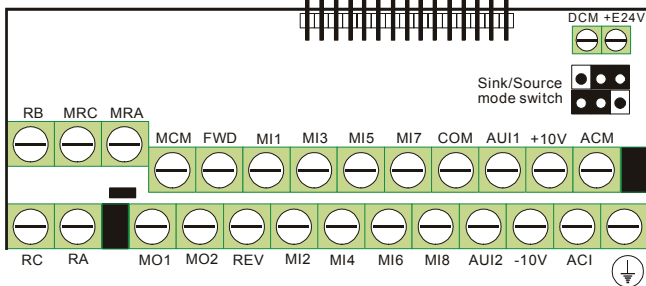 DCM +E24V
Sink/Source
mode switch
RB MRC MRA
MCM FWD MI1 MI3 MI5 MI7 COM AUI1 +10V ACM
RC RA MO1 MO2 REV MI2 MI4 MI6 MI8 AUI2 -10V ACI